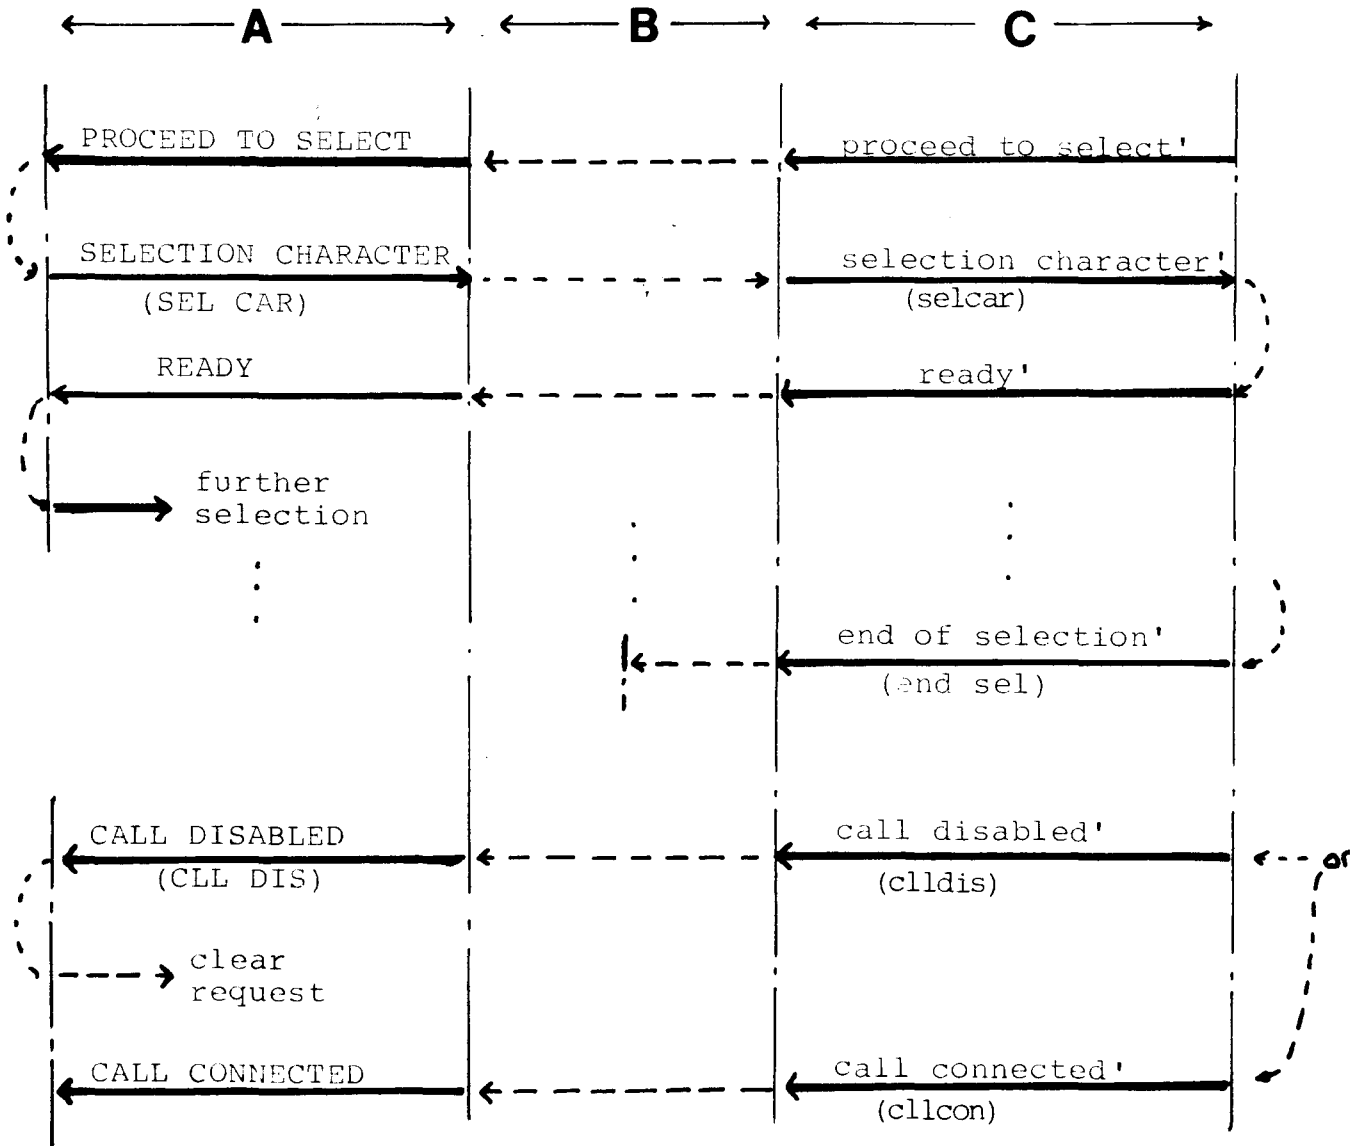 A B C
PROCEED TO SELECT proceed to select'
SELECTION CHARACTER selection character'
(SEL CAR) (selcar)
READY ready'
further
selection
end of selection'
(end sel)
CALL DISABLED call disabled'
(CLL DIS) (clldis)
or
clear
request
CALL CONNECTED call connected'
(cllcon)